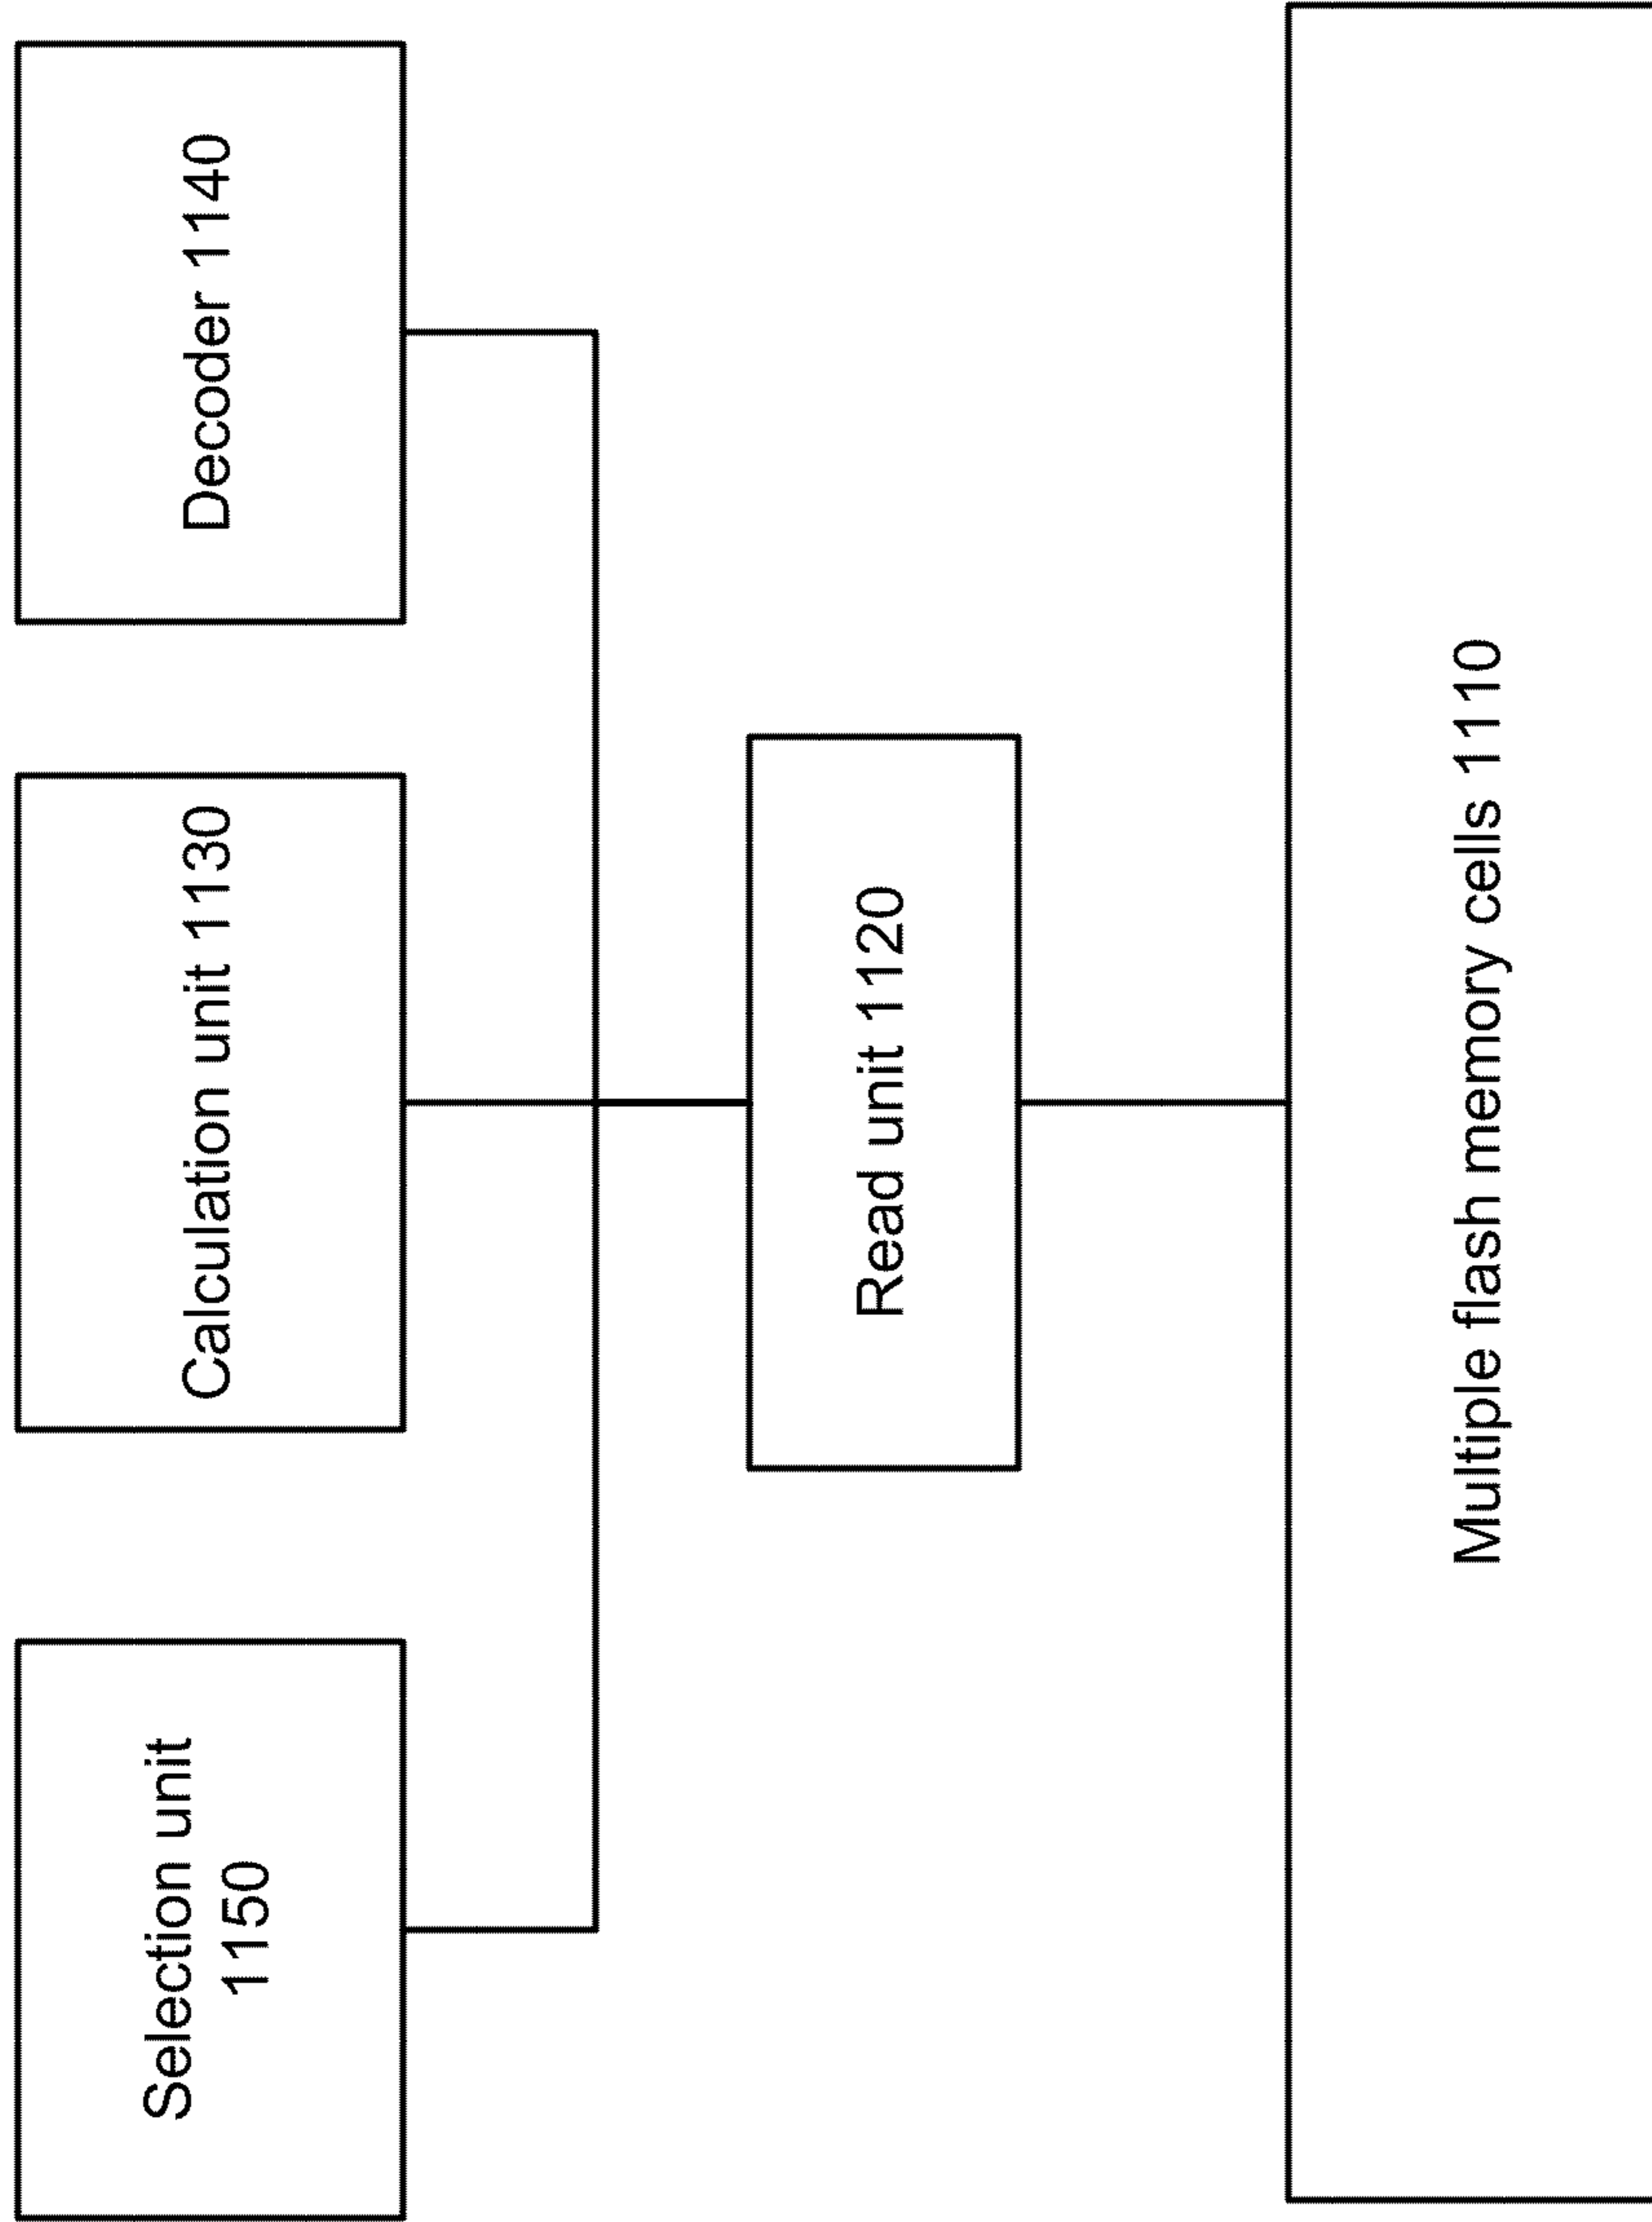 Selection unit
1150
Calculation unit 1130
Decoder 1140
Read unit 1120
Multiple flash memory cells 1110